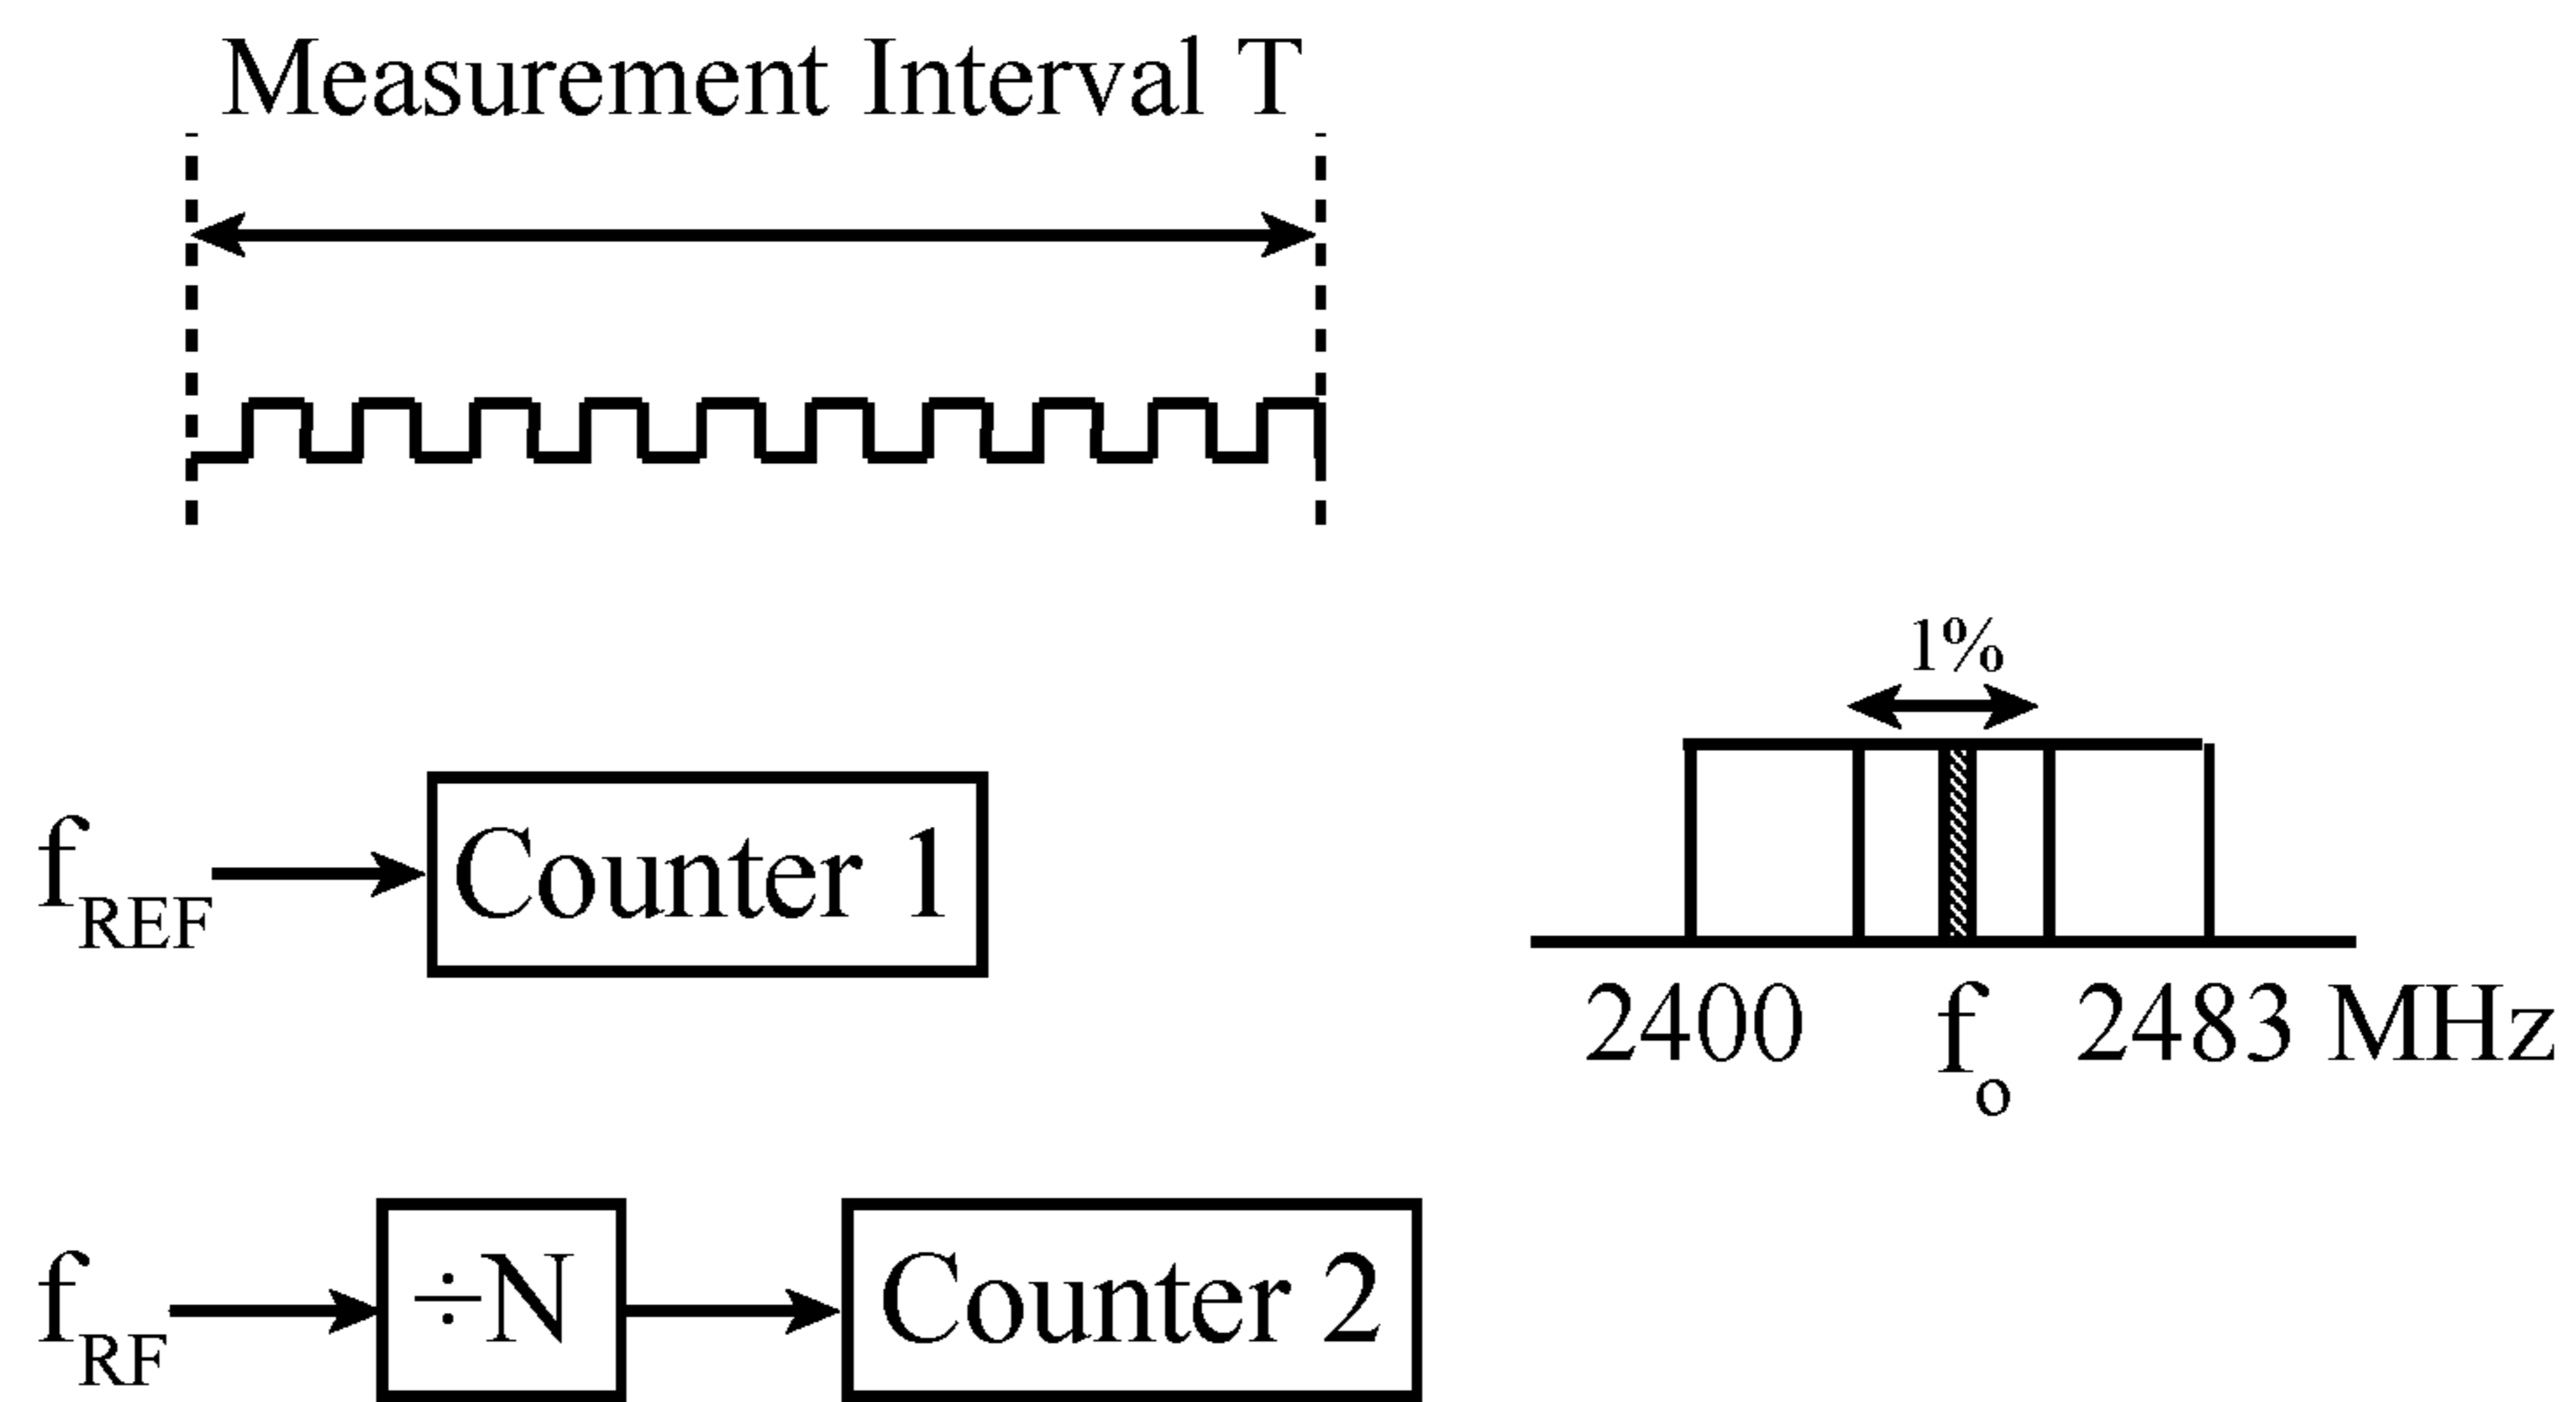 Measurement Interval T
1%
f_REF
Counter 1
2400 f_o 2483 MHz
f_RF
÷N
Counter 2